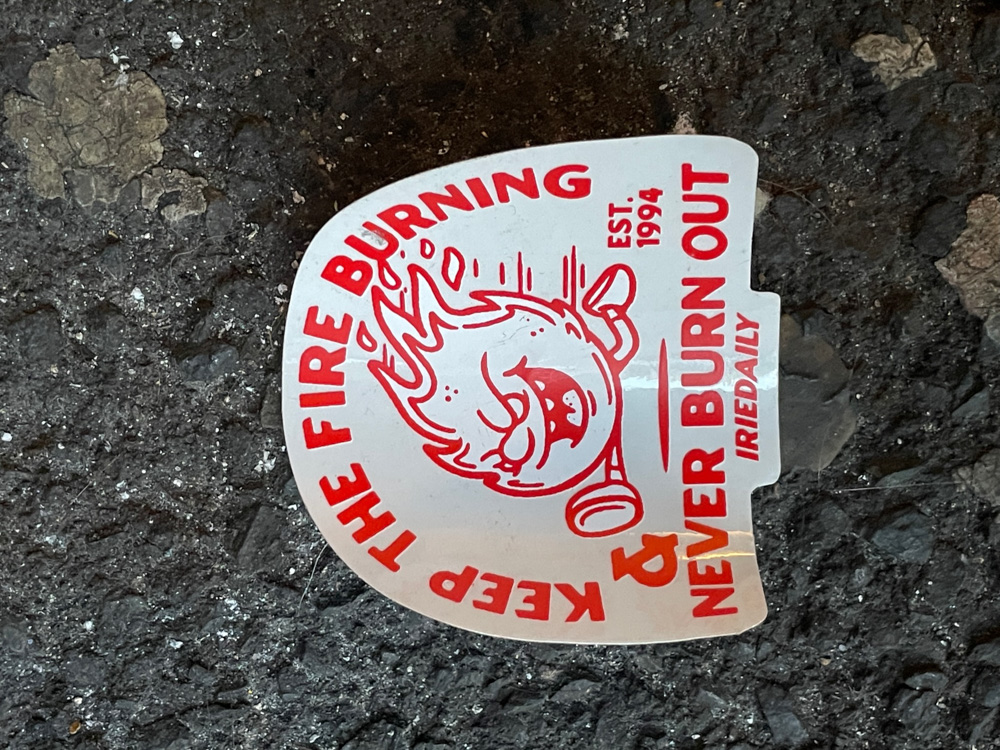 KEEP THE FIRE BURNING
EST.
1994
&
NEVER BURN OUT
IRIEDAILY